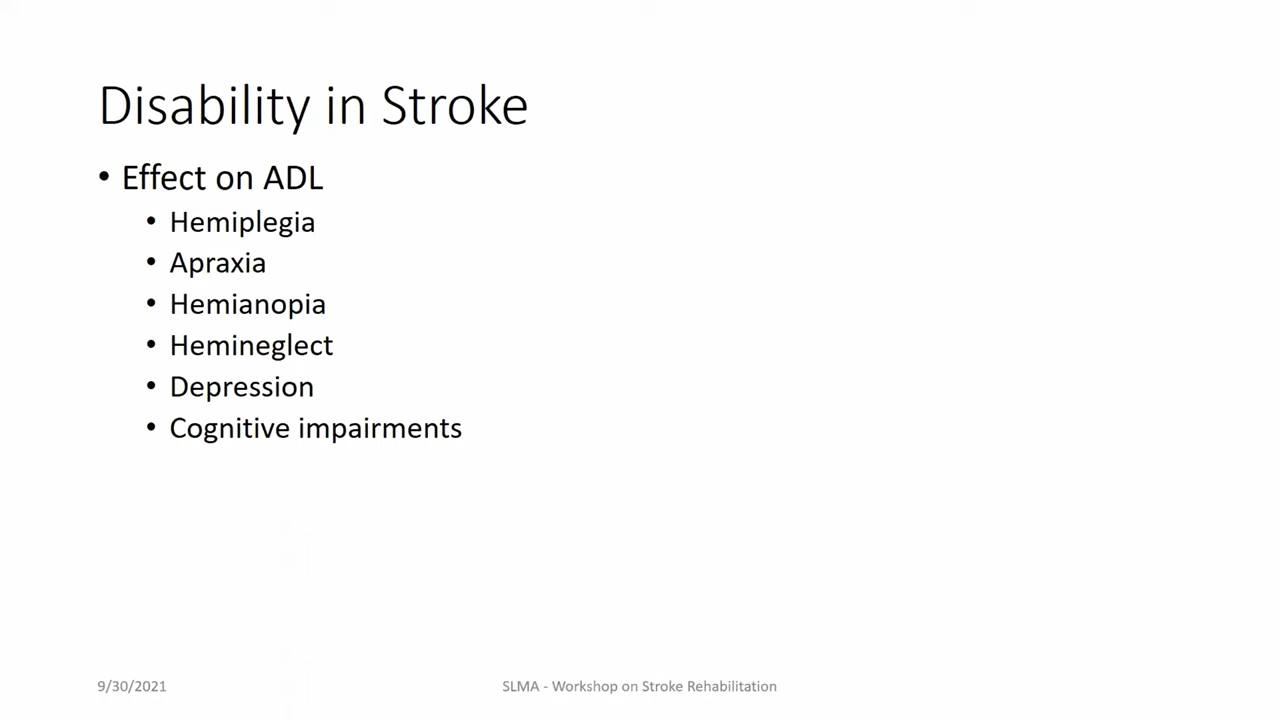 Disability in Stroke
• Effect on ADL
• Hemiplegia
• Apraxia
• Hemianopia
• Hemineglect
• Depression
• Cognitive impairments
9/30/2021
SLMA - Workshop on Stroke Rehabilitation